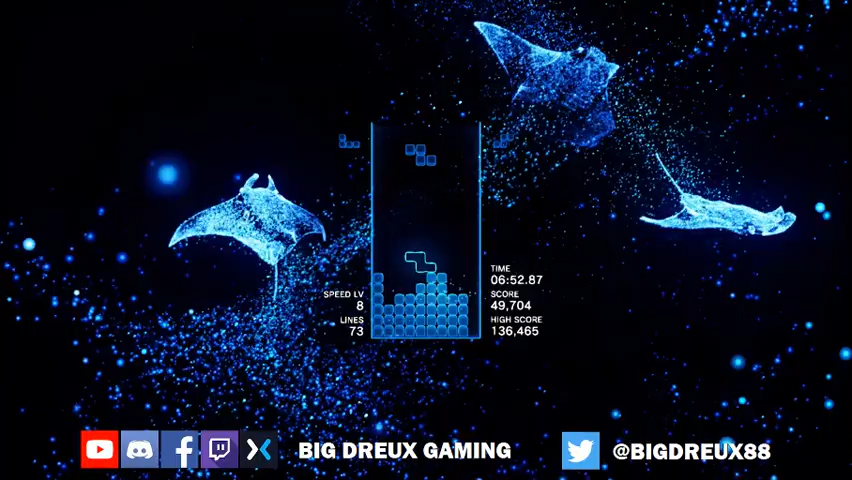 SPEED LV
8
LINES
73
TIME
06:52.87
SCORE
49,704
HIGH SCORE
136,465
BIG DREUX GAMING
@BIGDREUX88